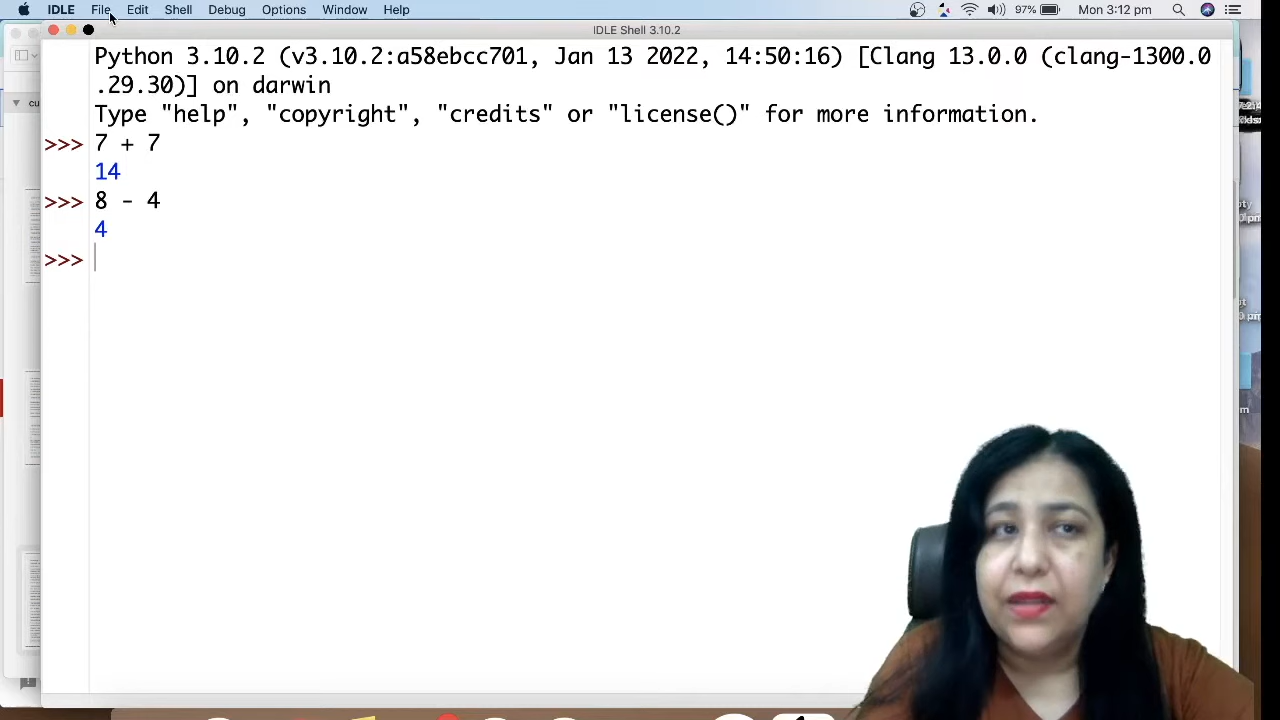 IDLE File Edit Shell Debug Options Window Help 97% Mon 3:12 pm
IDLE Shell 3.10.2
Python 3.10.2 (v3.10.2:a58ebcc701, Jan 13 2022, 14:50:16) [Clang 13.0.0 (clang-1300.0
.29.30)] on darwin
Type "help", "copyright", "credits" or "license()" for more information.
>>> 7 + 7
14
>>> 8 - 4
4
>>>
cu